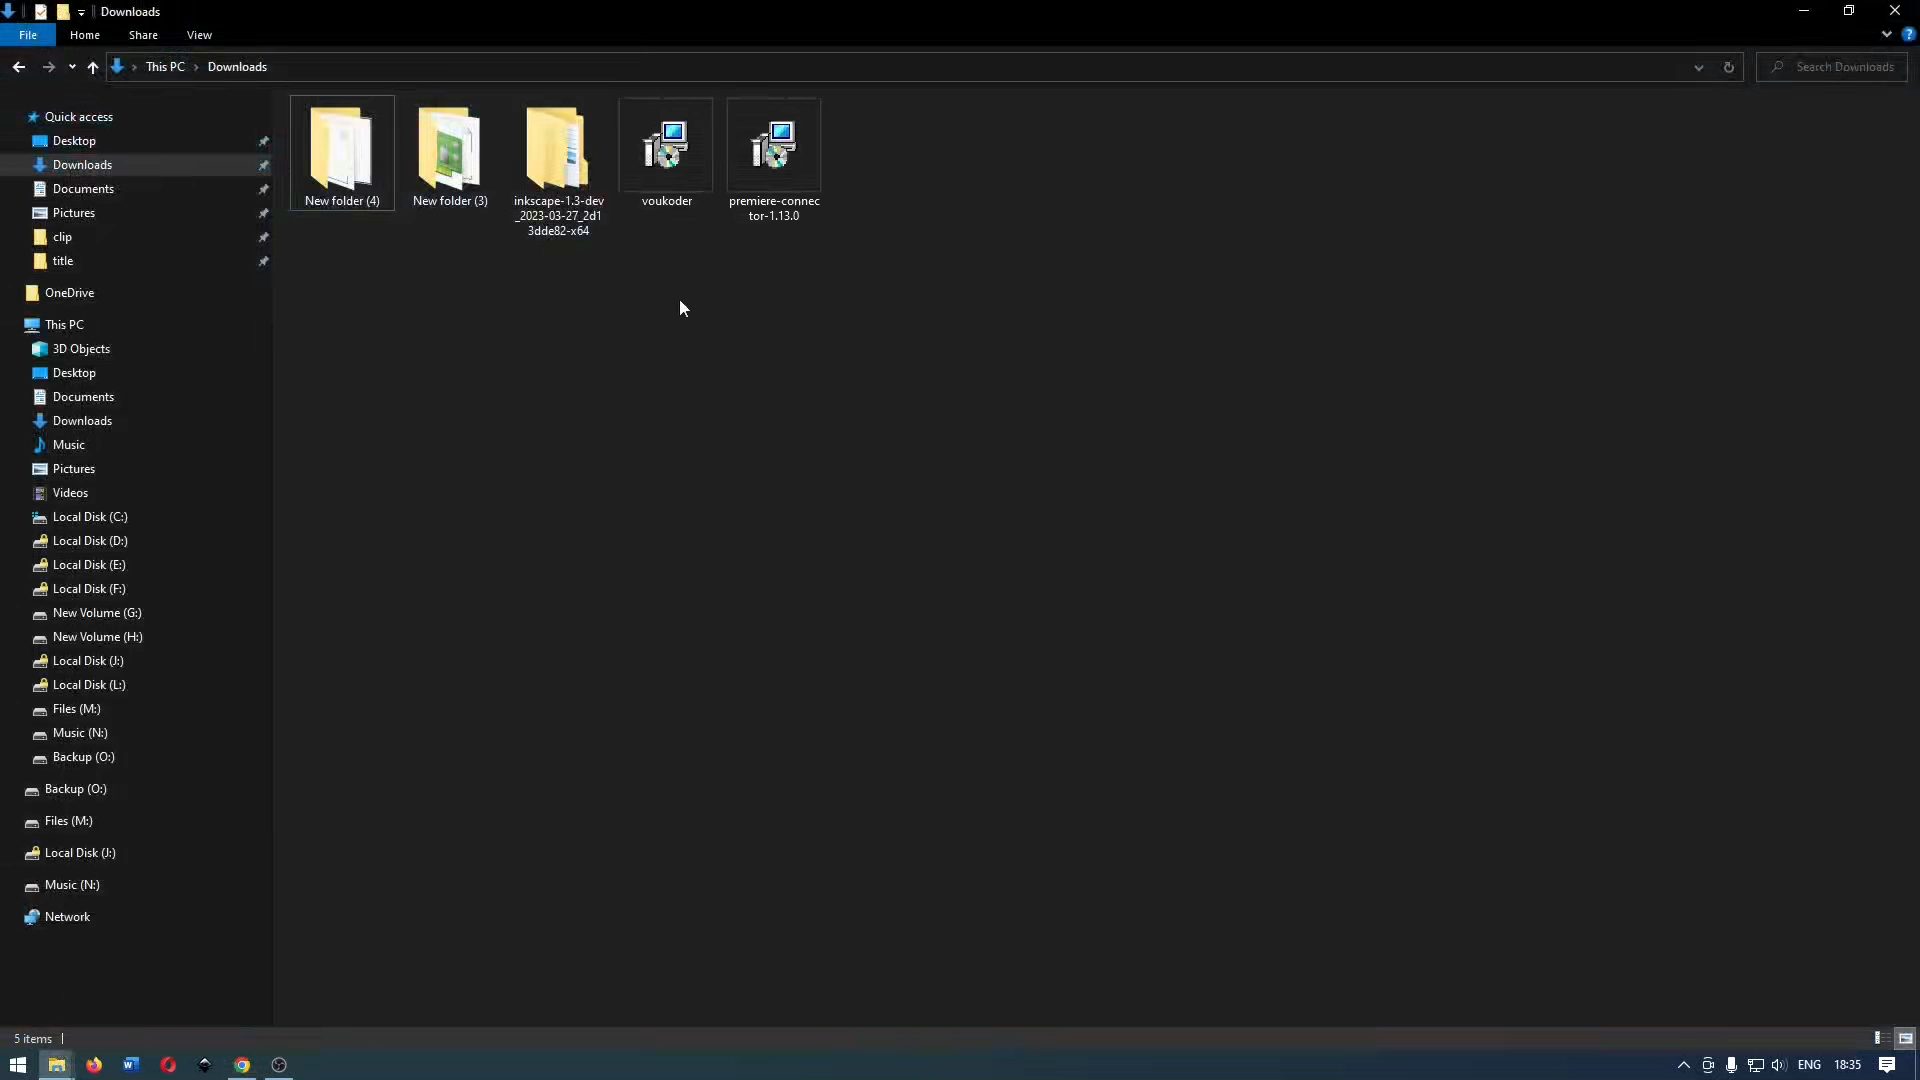 Downloads
File Home Share View
This PC Downloads
Search Downloads
Quick access
Desktop
Downloads
Documents
Pictures
clip
title
OneDrive
This PC
3D Objects
Desktop
Documents
Downloads
Music
Pictures
Videos
Local Disk (C:)
Local Disk (D:)
Local Disk (E:)
Local Disk (F:)
New Volume (G:)
New Volume (H:)
Local Disk (J:)
Local Disk (L:)
Files (M:)
Music (N:)
Backup (O:)
Backup (O:)
Files (M:)
Local Disk (J:)
Music (N:)
Network
New folder (4)
New folder (3)
inkscape-1.3-dev
_2023-03-27_2d1
3dde82-x64
voukoder
premiere-connec
tor-1.13.0
5 items
ENG 18:35